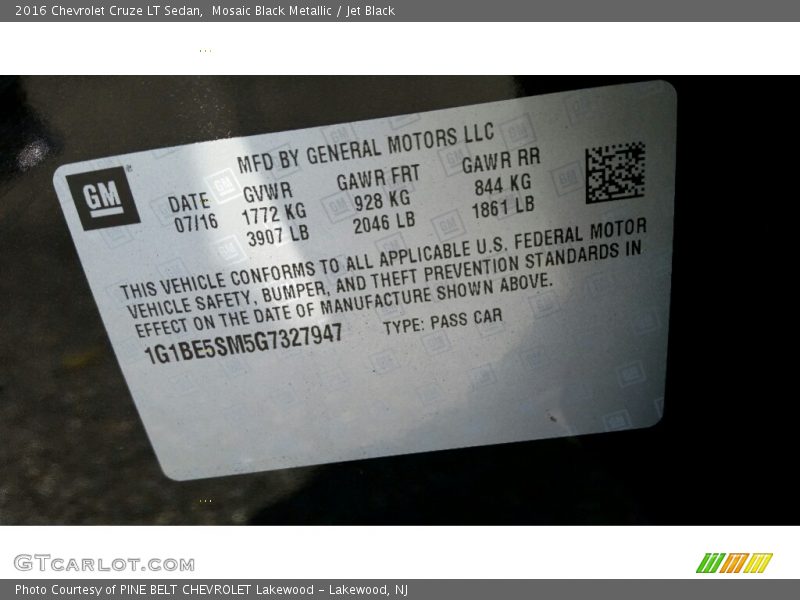 2016 Chevrolet Cruze LT Sedan,  Mosaic Black Metallic / Jet Black
GM
MFD BY GENERAL MOTORS LLC
DATE GVWR GAWR FRT GAWR RR
07/16 1772 KG 928 KG 844 KG
3907 LB 2046 LB 1861 LB
THIS VEHICLE CONFORMS TO ALL APPLICABLE U.S. FEDERAL MOTOR
VEHICLE SAFETY, BUMPER, AND THEFT PREVENTION STANDARDS IN
EFFECT ON THE DATE OF MANUFACTURE SHOWN ABOVE.
1G1BE5SM5G7327947 TYPE: PASS CAR
GTCARLOT.COM
Photo Courtesy of PINE BELT CHEVROLET Lakewood - Lakewood, NJ